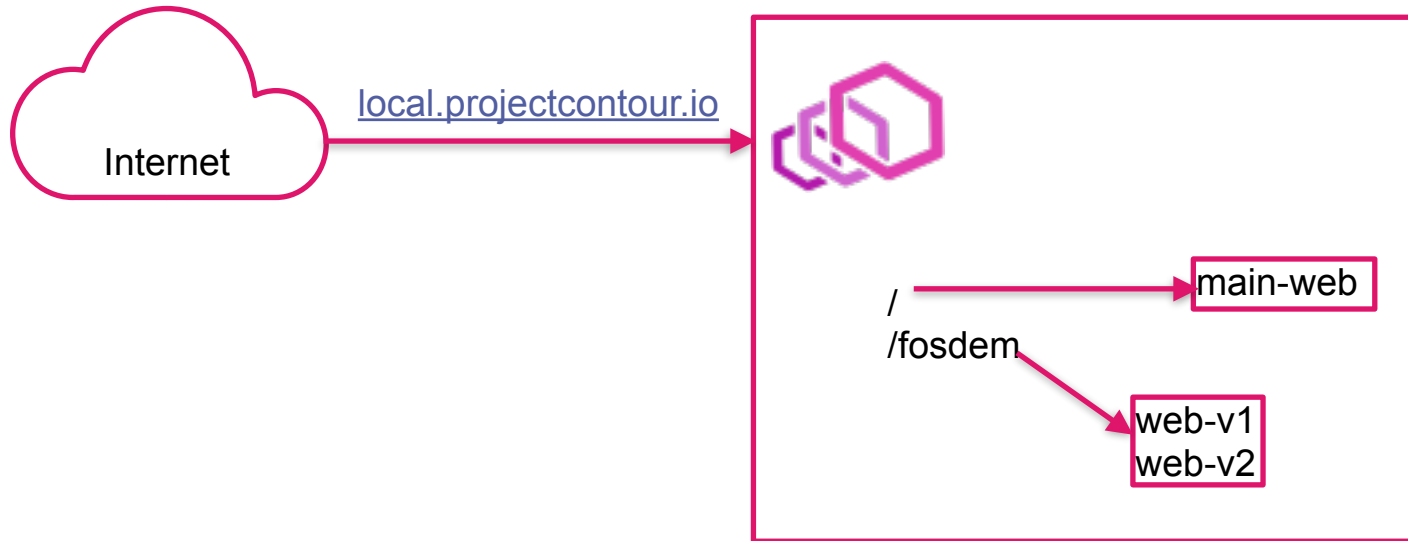 local.projectcontour.io
Internet
main-web
/
/fosdem
web-v1
web-v2